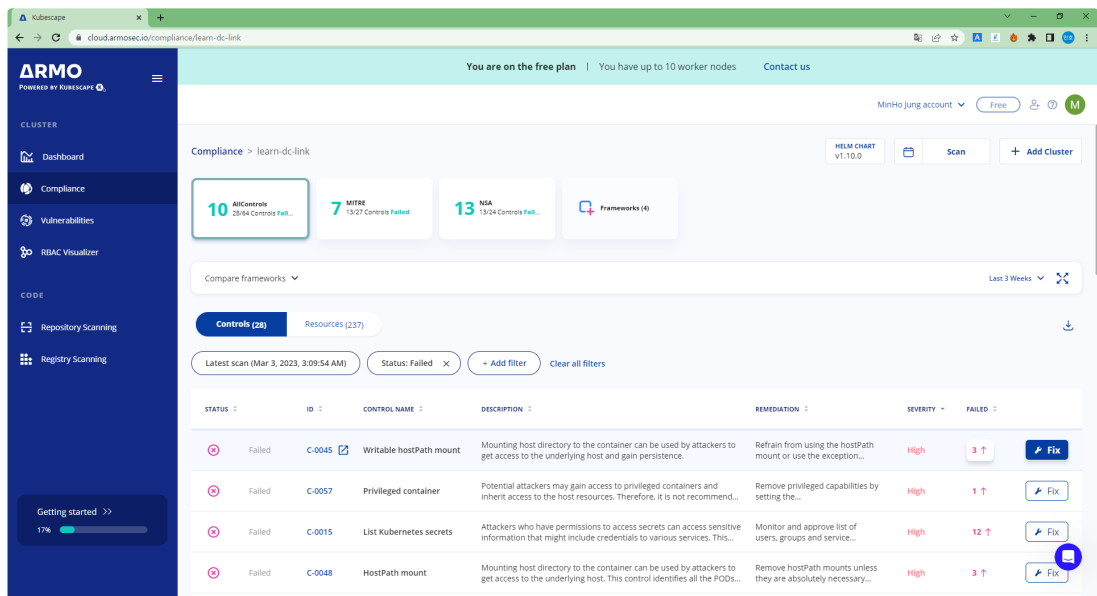 Kubescape
cloud.armosec.io/compliance/learn-dc-link
You are on the free plan | You have up to 10 worker nodes Contact us
ARMO
POWERED BY KUBESCAPE
MinHo Jung account Free M
CLUSTER
Dashboard
Compliance
Vulnerabilities
RBAC Visualizer
CODE
Repository Scanning
Registry Scanning
Getting started >>
17%
Compliance > learn-dc-link
HELM CHART
v1.10.0
Scan
+ Add Cluster
10 AllControls
28/64 Controls Fail...
7 MITRE
13/27 Controls Failed
13 NSA
13/24 Controls Fail...
Frameworks (4)
Compare frameworks Last 3 Weeks
Controls (28) Resources (237)
Latest scan (Mar 3, 2023, 3:09:54 AM) Status: Failed × + Add filter Clear all filters
STATUS ID CONTROL NAME DESCRIPTION REMEDIATION SEVERITY FAILED
Failed C-0045 Writable hostPath mount
Mounting host directory to the container can be used by attackers to
get access to the underlying host and gain persistence.
Refrain from using the hostPath
mount or use the exception...
High 3 ↑ Fix
Failed C-0057 Privileged container
Potential attackers may gain access to privileged containers and
inherit access to the host resources. Therefore, it is not recommend...
Remove privileged capabilities by
setting the...
High 1 ↑ Fix
Failed C-0015 List Kubernetes secrets
Attackers who have permissions to access secrets can access sensitive
information that might include credentials to various services. This...
Monitor and approve list of
users, groups and service...
High 12 ↑ Fix
Failed C-0048 HostPath mount
Mounting host directory to the container can be used by attackers to
get access to the underlying host. This control identifies all the PODs...
Remove hostPath mounts unless
they are absolutely necessary...
High 3 ↑ Fix